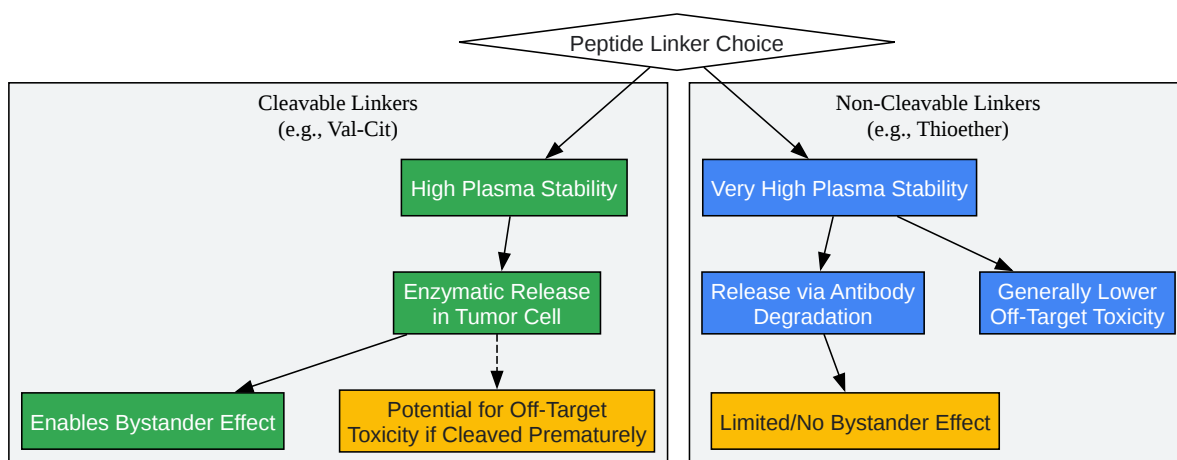 Peptide Linker Choice
Cleavable Linkers
(e.g., Val-Cit)
High Plasma Stability
Enzymatic Release
in Tumor Cell
Enables Bystander Effect
Potential for Off-Target
Toxicity if Cleaved Prematurely
Non-Cleavable Linkers
(e.g., Thioether)
Very High Plasma Stability
Release via Antibody
Degradation
Generally Lower
Off-Target Toxicity
Limited/No Bystander Effect